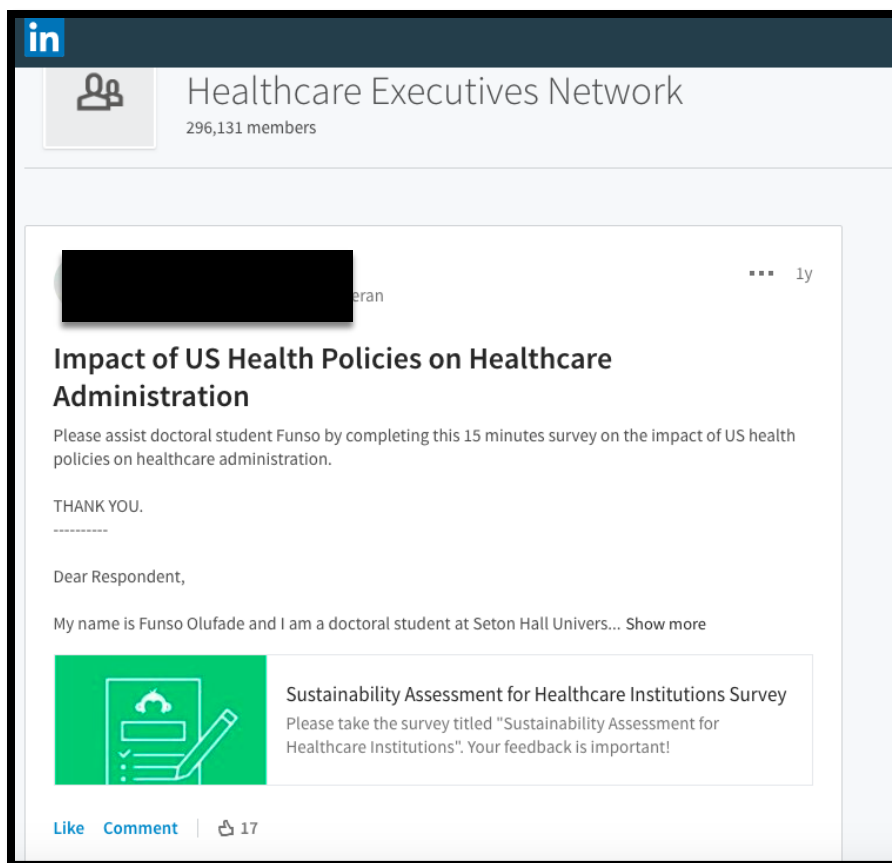 in
Healthcare Executives Network
296,131 members
1y
Impact of US Health Policies on Healthcare
Administration
Please assist doctoral student Funso by completing this 15 minutes survey on the impact of US health
policies on healthcare administration.
THANK YOU.
----------
Dear Respondent,
My name is Funso Olufade and I am a doctoral student at Seton Hall Univers... Show more
Sustainability Assessment for Healthcare Institutions Survey
Please take the survey titled "Sustainability Assessment for
Healthcare Institutions". Your feedback is important!
Like Comment 17